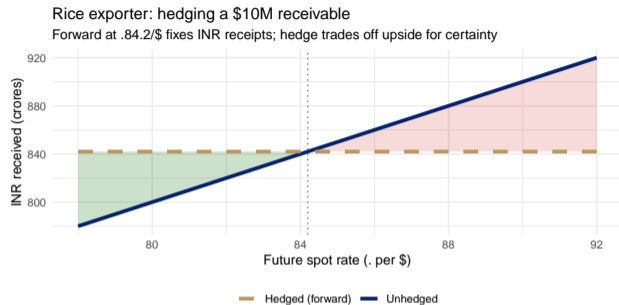 Rice exporter: hedging a $10M receivable
Forward at .84.2/$ fixes INR receipts; hedge trades off upside for certainty
INR received (crores)
920
880
840
800
80
84
88
92
Future spot rate (. per $)
Hedged (forward)
Unhedged